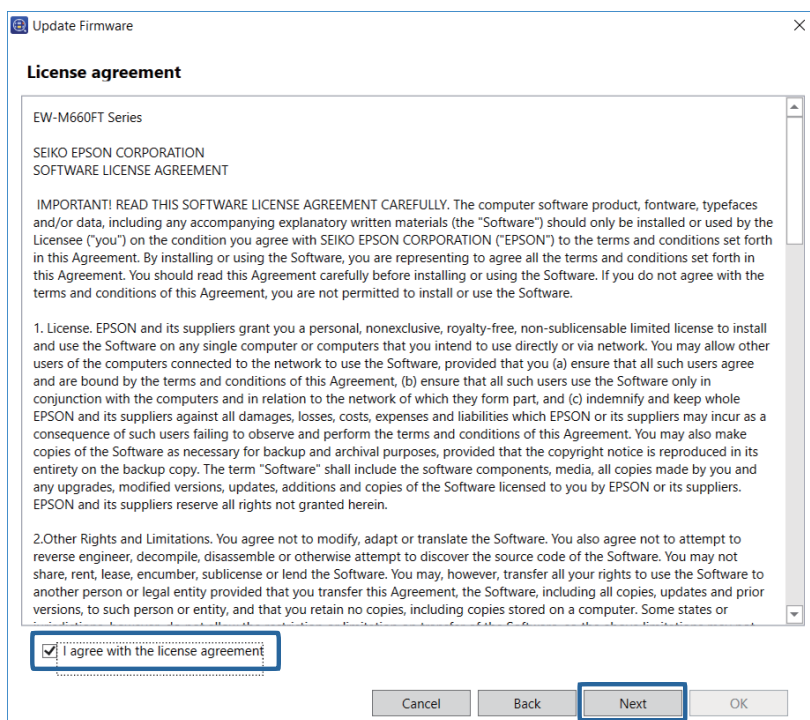 Update Firmware
License agreement
EW-M660FT Series
SEIKO EPSON CORPORATION
SOFTWARE LICENSE AGREEMENT
IMPORTANT! READ THIS SOFTWARE LICENSE AGREEMENT CAREFULLY. The computer software product, fontware, typefaces
and/or data, including any accompanying explanatory written materials (the "Software") should only be installed or used by the
Licensee ("you") on the condition you agree with SEIKO EPSON CORPORATION ("EPSON") to the terms and conditions set forth
in this Agreement. By installing or using the Software, you are representing to agree all the terms and conditions set forth in
this Agreement. You should read this Agreement carefully before installing or using the Software. If you do not agree with the
terms and conditions of this Agreement, you are not permitted to install or use the Software.
1. License. EPSON and its suppliers grant you a personal, nonexclusive, royalty-free, non-sublicensable limited license to install
and use the Software on any single computer or computers that you intend to use directly or via network. You may allow other
users of the computers connected to the network to use the Software, provided that you (a) ensure that all such users agree
and are bound by the terms and conditions of this Agreement, (b) ensure that all such users use the Software only in
conjunction with the computers and in relation to the network of which they form part, and (c) indemnify and keep whole
EPSON and its suppliers against all damages, losses, costs, expenses and liabilities which EPSON or its suppliers may incur as a
consequence of such users failing to observe and perform the terms and conditions of this Agreement. You may also make
copies of the Software as necessary for backup and archival purposes, provided that the copyright notice is reproduced in its
entirety on the backup copy. The term "Software" shall include the software components, media, all copies made by you and
any upgrades, modified versions, updates, additions and copies of the Software licensed to you by EPSON or its suppliers.
EPSON and its suppliers reserve all rights not granted herein.
2.Other Rights and Limitations. You agree not to modify, adapt or translate the Software. You also agree not to attempt to
reverse engineer, decompile, disassemble or otherwise attempt to discover the source code of the Software. You may not
share, rent, lease, encumber, sublicense or lend the Software. You may, however, transfer all your rights to use the Software to
another person or legal entity provided that you transfer this Agreement, the Software, including all copies, updates and prior
versions, to such person or entity, and that you retain no copies, including copies stored on a computer. Some states or
I agree with the license agreement
Cancel Back Next OK